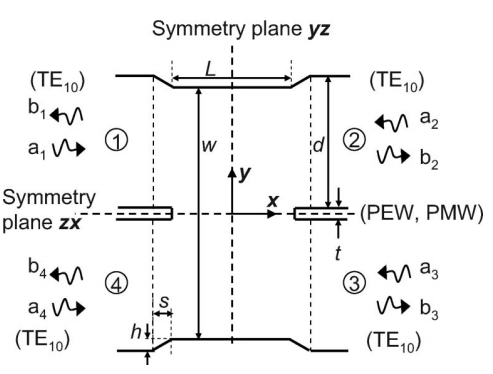 Symmetry plane yz
L
(TE10)
(TE10)
b1
a2
1
2
a1
w
d
b2
y
Symmetry
plane zx
x
(PEW, PMW)
t
b4
a3
4
3
a4
s
b3
h
(TE10)
(TE10)